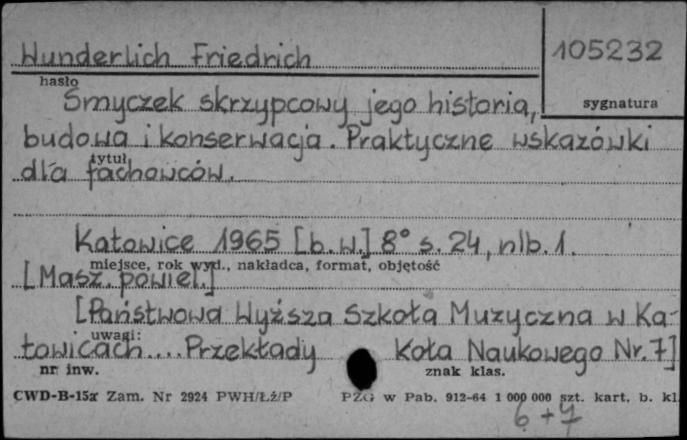 Wunderlich Friedrich
105232
hasło
sygnatura
Smyczek skrzypcowy jego historia,
budowa i konserwacja. Praktyczne wskazówki
tytuł
dla fachowców.
Katowice 1965 [b.w.] 8° s. 24, nlb. 1.
miejsce, rok wyd., nakładca, format, objętość
[Masz. powiel.]
[Państwowa Wyższa Szkoła Muzyczna w Ka-
uwagi:
towicach.... Przekłady Koła Naukowego Nr. 7]
nr inw. znak klas.
CWD-B-15a Zam. Nr 2924 PWH/Łź/P PZG w Pab. 912-64 1 000 000 szt. kart. b. kl.
6 + 7